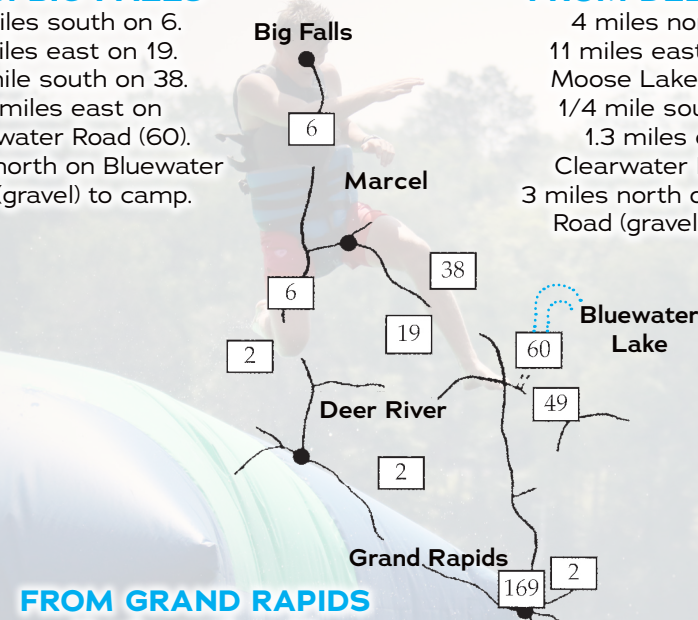 iles south on 6.
iles east on 19.
ile south on 38.
miles east on
water Road (60).
north on Bluewater
(gravel) to camp.
4 miles no
11 miles east
Moose Lake
1/4 mile sou
1.3 miles
Clearwater
3 miles north o
Road (gravel
Big Falls
6
Marcel
38
6
19
Bluewater
Lake
60
2
49
Deer River
2
Grand Rapids
2
169
FROM GRAND RAPIDS